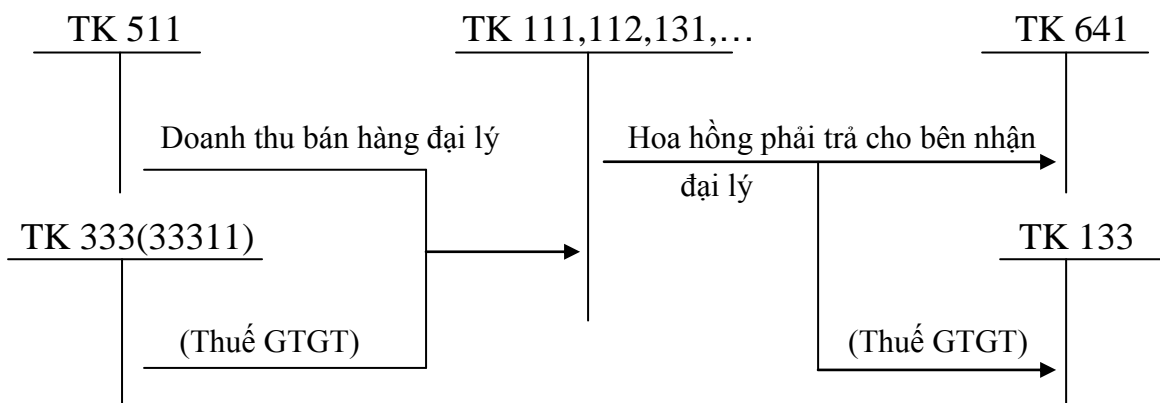 TK 511
TK 111,112,131,…
TK 641
Doanh thu bán hàng đại lý
Hoa hồng phải trả cho bên nhận
đại lý
TK 333(33311)
TK 133
(Thuế GTGT)
(Thuế GTGT)